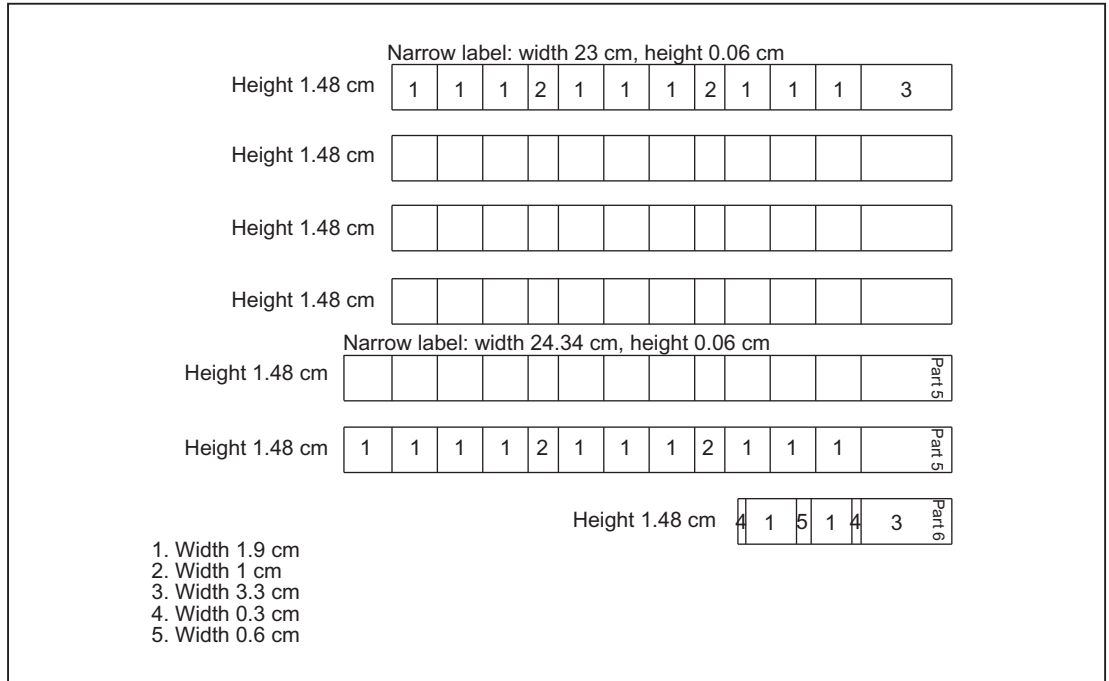 Narrow label: width 23 cm, height 0.06 cm
Height 1.48 cm 1 1 1 2 1 1 1 2 1 1 1 3
Height 1.48 cm
Height 1.48 cm
Height 1.48 cm
Narrow label: width 24.34 cm, height 0.06 cm
Height 1.48 cm Part 5
Height 1.48 cm 1 1 1 1 2 1 1 1 2 1 1 1 Part 5
Height 1.48 cm 4 1 5 1 4 3 Part 6
1. Width 1.9 cm
2. Width 1 cm
3. Width 3.3 cm
4. Width 0.3 cm
5. Width 0.6 cm